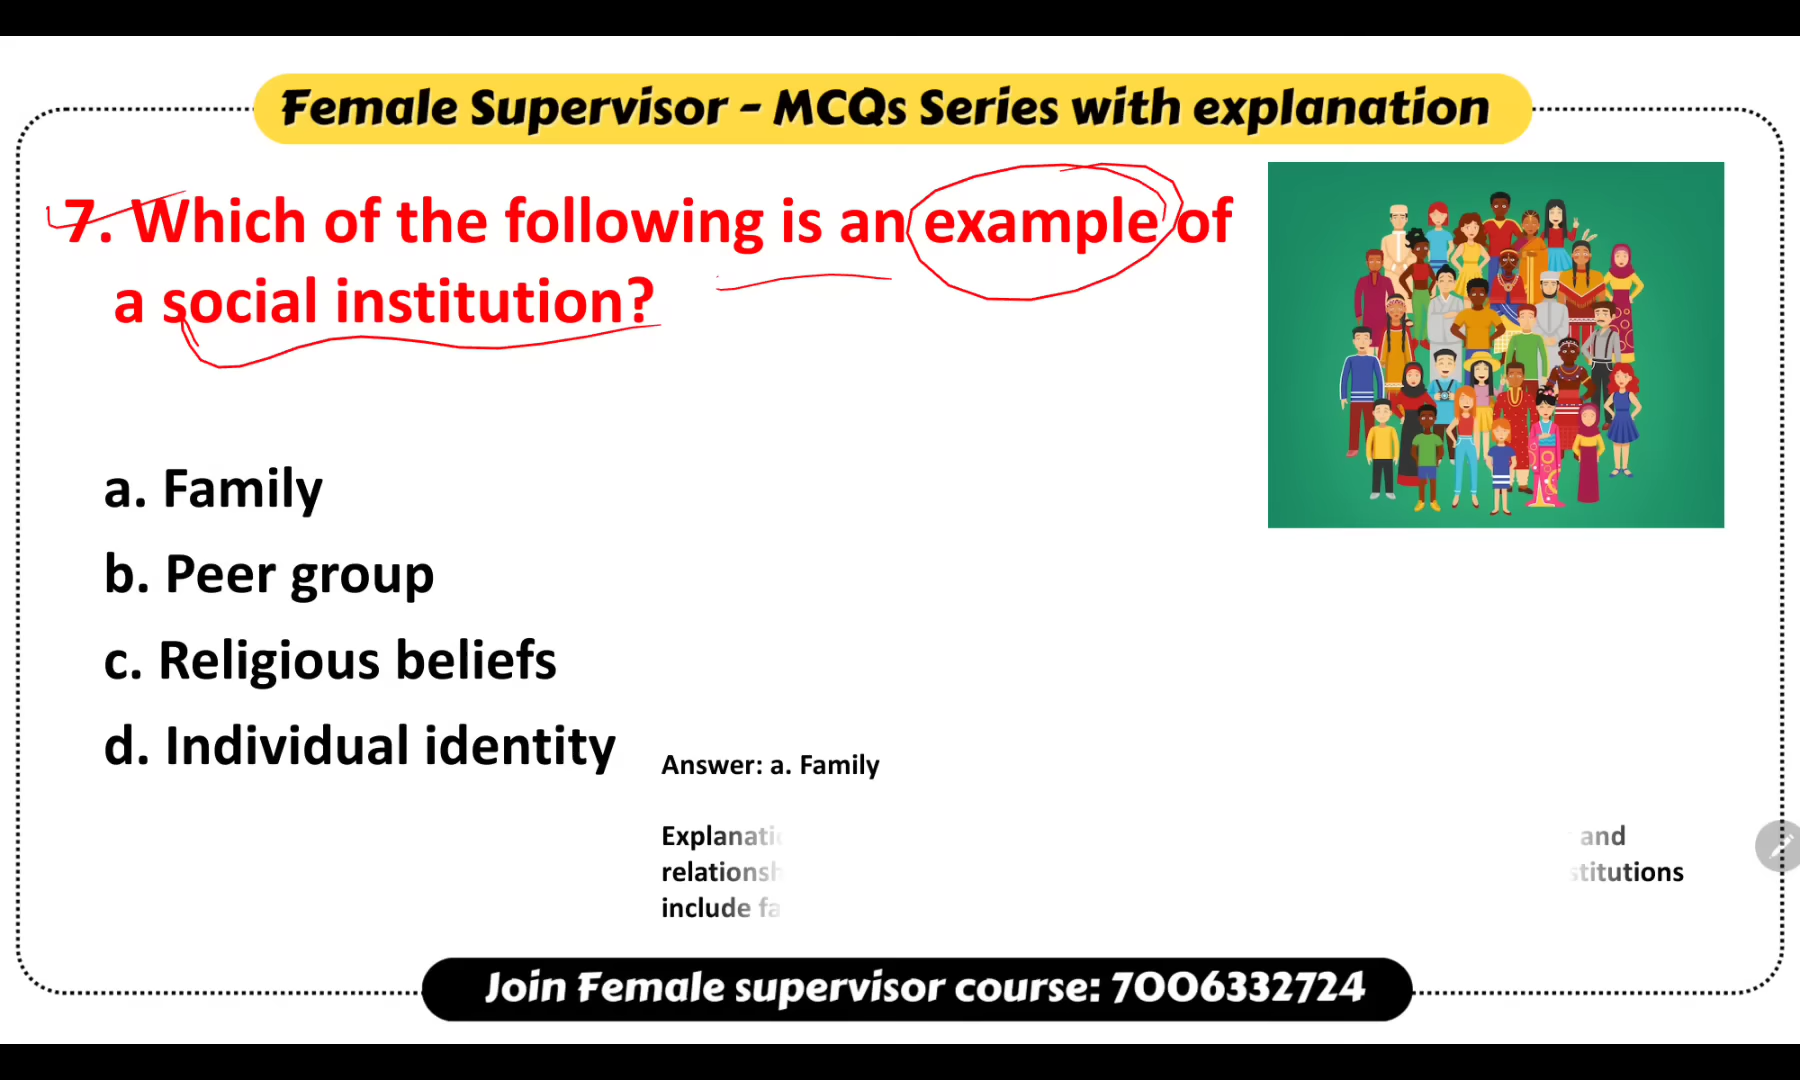 Female Supervisor - MCQs Series with explanation
7. Which of the following is an example of
a social institution?
a. Family
b. Peer group
c. Religious beliefs
d. Individual identity
Answer: a. Family
and
include
Join Female supervisor course: 7006332724